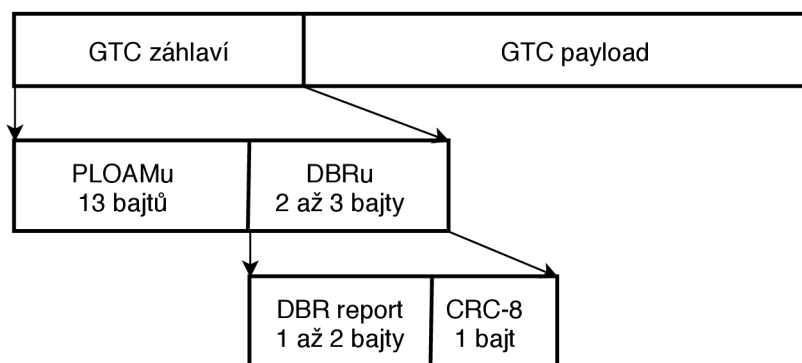 GTC záhlaví
GTC payload
PLOAMu
13 bajtů
DBRu
2 až 3 bajty
DBR report
1 až 2 bajty
CRC-8
1 bajt